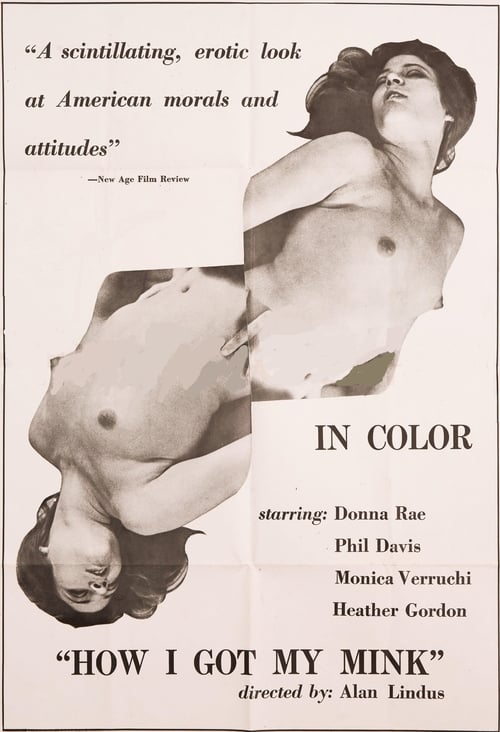 “A scintillating, erotic look
at American morals and
attitudes”
—New Age Film Review
IN COLOR
starring: Donna Rae
Phil Davis
Monica Verruchi
Heather Gordon
“HOW I GOT MY MINK”
directed by: Alan Lindus